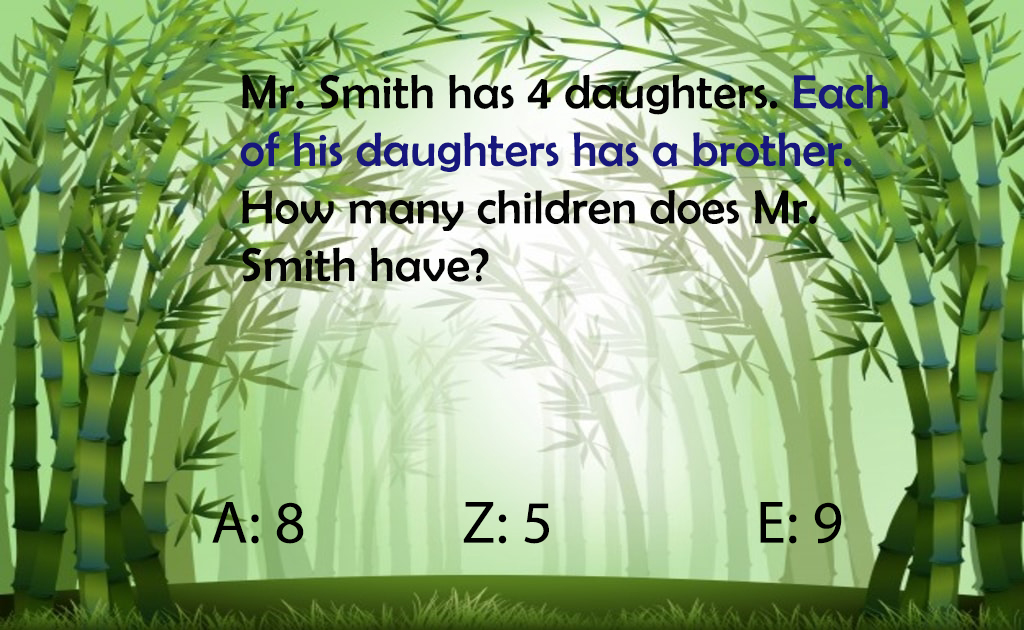 Mr. Smith has 4 daughters. Each
of his daughters has a brother.
How many children does Mr.
Smith have?
A: 8 Z: 5 E: 9